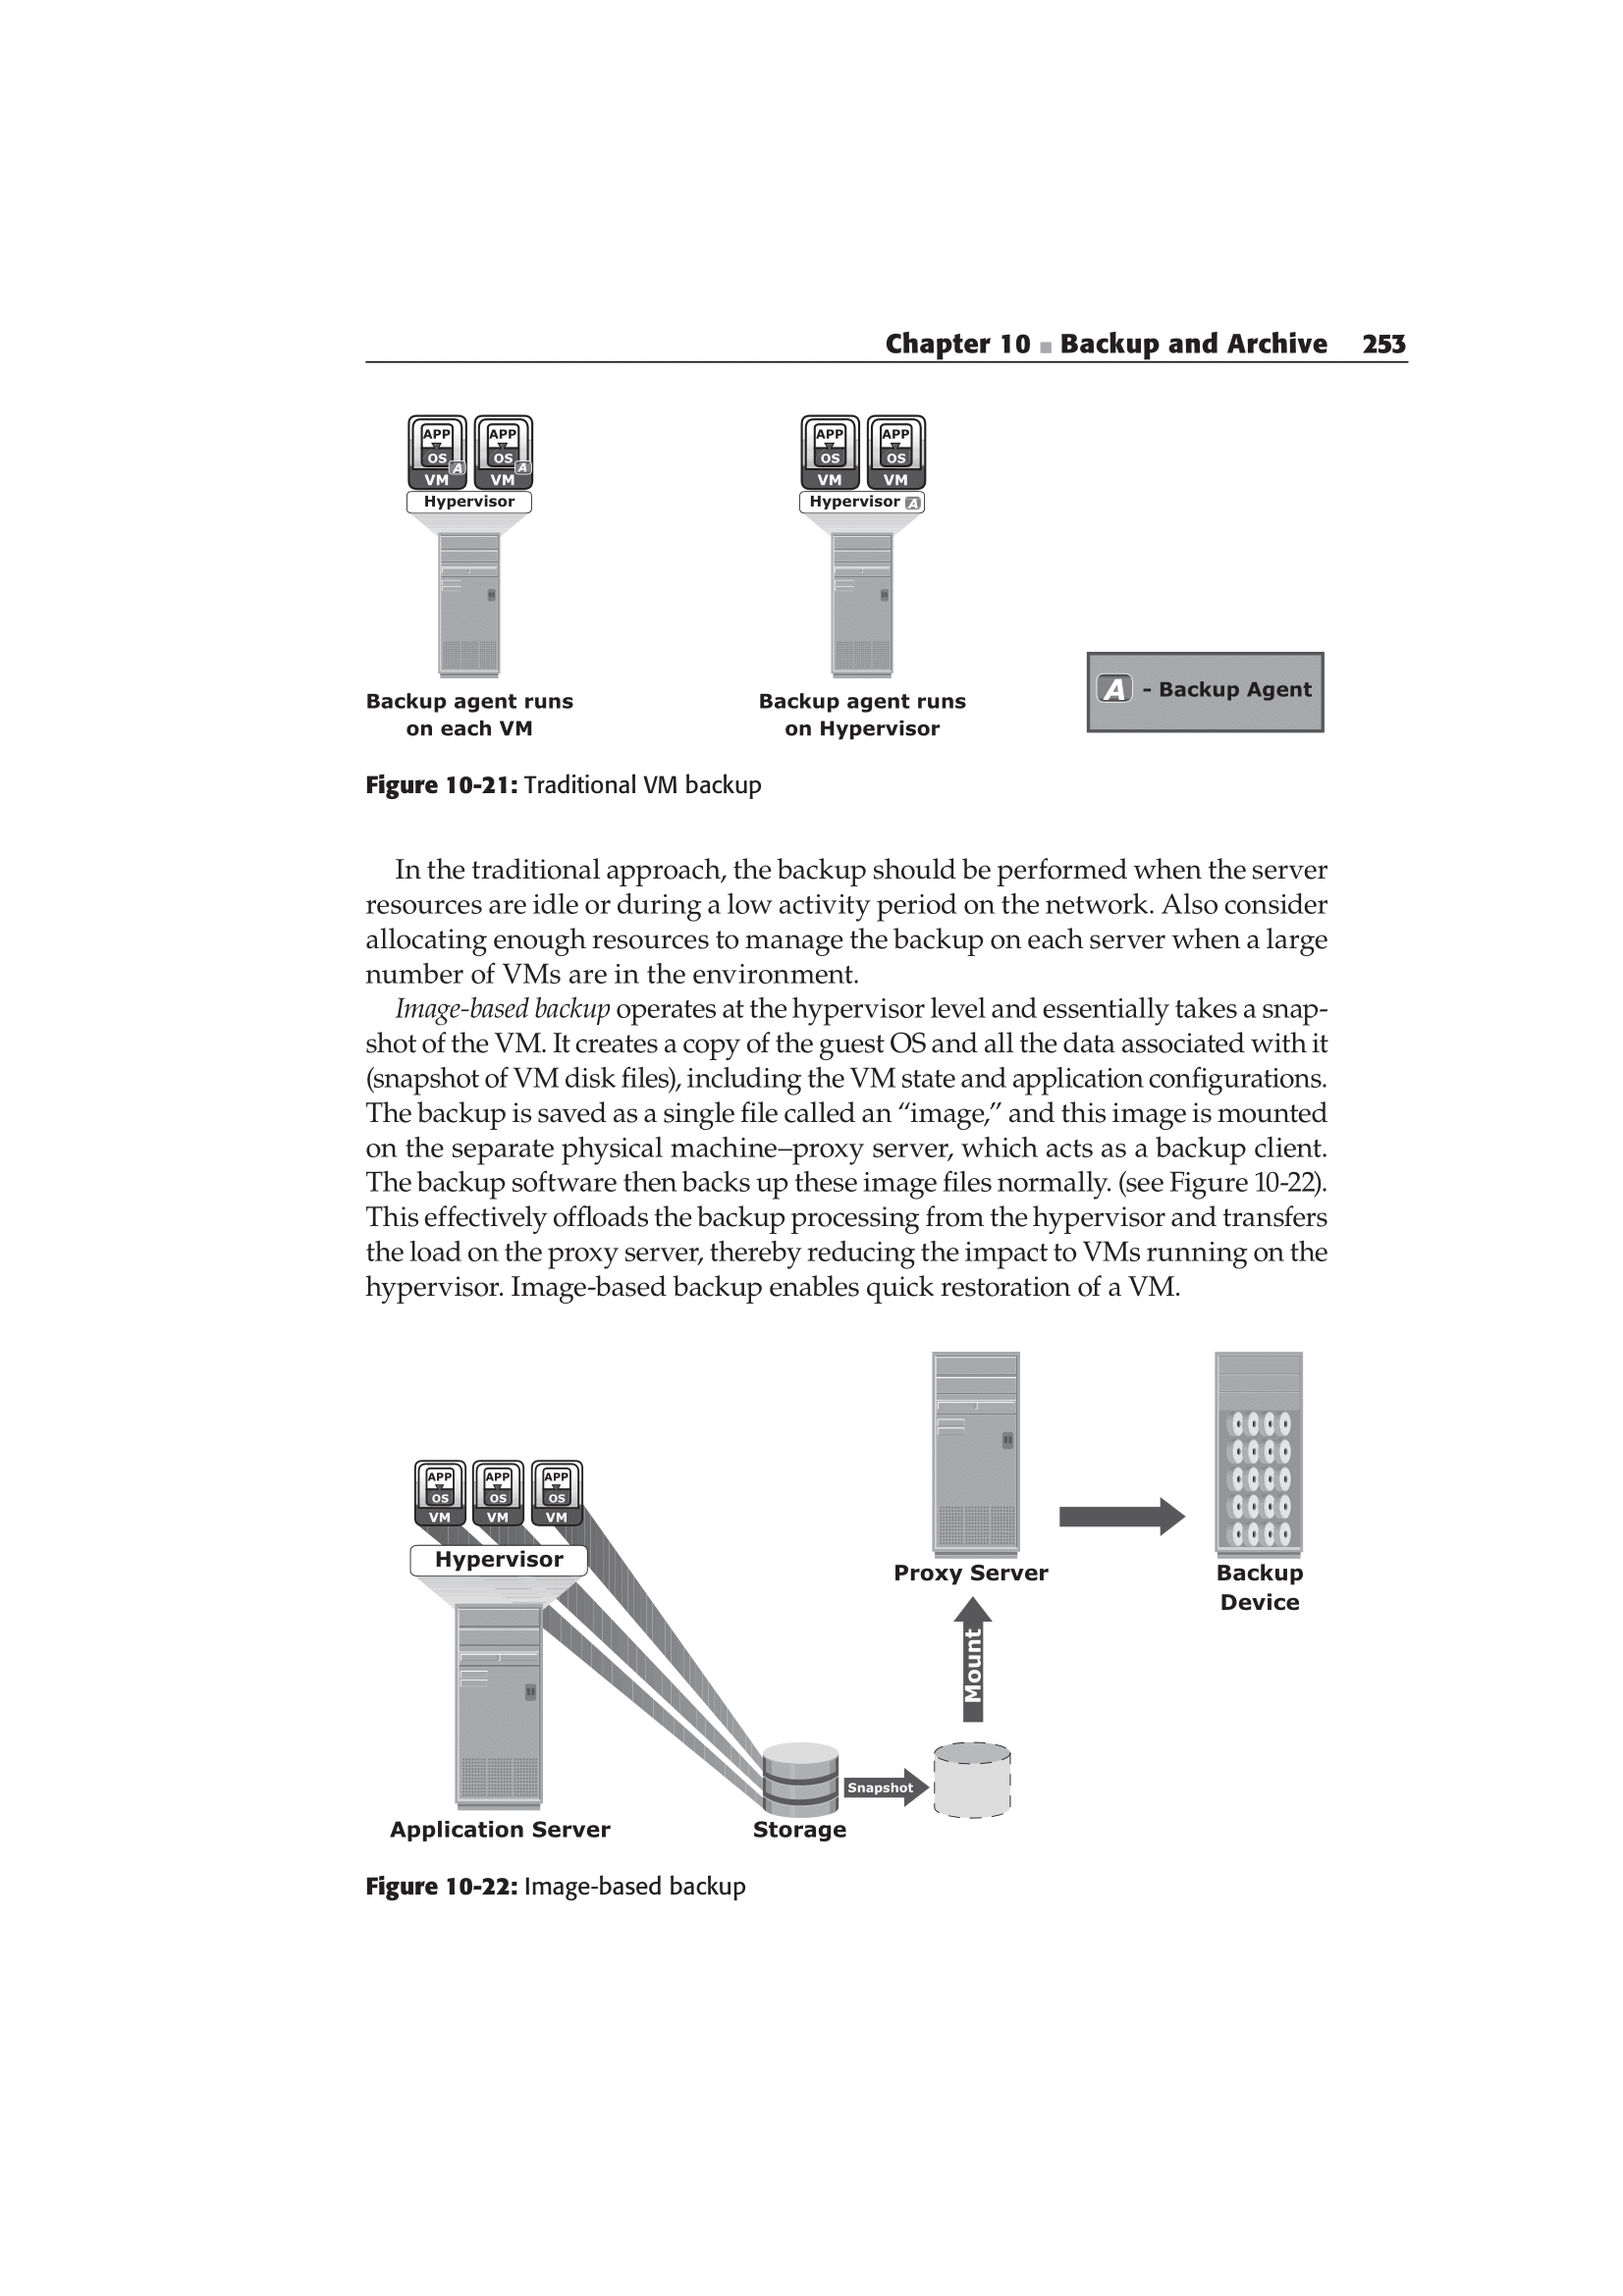 Chapter 10 ■ Backup and Archive 253
APP APP
OS A OS A
VM VM
Hypervisor
Backup agent runs
on each VM
APP APP
OS OS
VM VM
Hypervisor A
Backup agent runs
on Hypervisor
A - Backup Agent
Figure 10-21: Traditional VM backup
In the traditional approach, the backup should be performed when the server
resources are idle or during a low activity period on the network. Also consider
allocating enough resources to manage the backup on each server when a large
number of VMs are in the environment.
Image-based backup operates at the hypervisor level and essentially takes a snap-
shot of the VM. It creates a copy of the guest OS and all the data associated with it
(snapshot of VM disk files), including the VM state and application configurations.
The backup is saved as a single file called an “image,” and this image is mounted
on the separate physical machine–proxy server, which acts as a backup client.
The backup software then backs up these image files normally. (see Figure 10-22).
This effectively offloads the backup processing from the hypervisor and transfers
the load on the proxy server, thereby reducing the impact to VMs running on the
hypervisor. Image-based backup enables quick restoration of a VM.
APP APP APP
OS OS OS
VM VM VM
Hypervisor
Application Server
Storage
Snapshot
Mount
Proxy Server
Backup
Device
Figure 10-22: Image-based backup